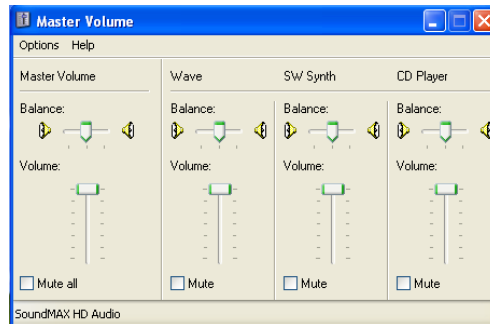 Master Volume
Options Help
Master Volume Wave SW Synth CD Player
Balance: Balance: Balance: Balance:
Volume: Volume: Volume: Volume:
Mute all Mute Mute Mute
SoundMAX HD Audio